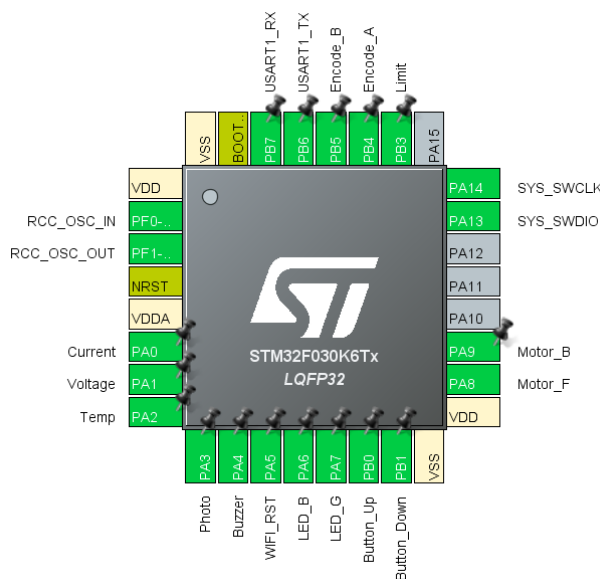 USART1_RX
USART1_TX
Encode_B
Encode_A
Limit
VSS
BOOT..
PB7
PB6
PB5
PB4
PB3
PA15
VDD
PA14
SYS_SWCLK
RCC_OSC_IN
PF0-..
PA13
SYS_SWDIO
RCC_OSC_OUT
PF1-..
PA12
NRST
PA11
VDDA
PA10
ST
STM32F030K6Tx
LQFP32
Current
PA0
PA9
Motor_B
Voltage
PA1
PA8
Motor_F
Temp
PA2
VDD
PA3
PA4
PA5
PA6
PA7
PB0
PB1
VSS
Photo
Buzzer
WIFI_RST
LED_B
LED_G
Button_Up
Button_Down